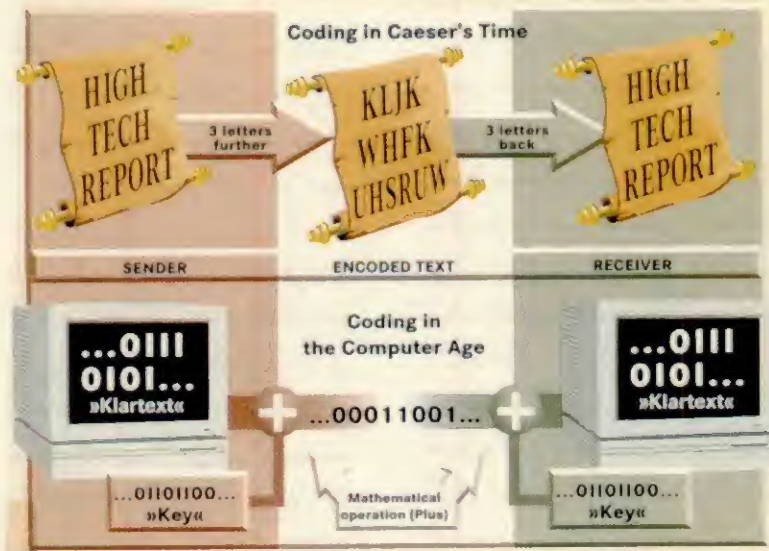 Coding in Caeser's Time
HIGH
TECH
REPORT
3 letters
further
KLJK
WHFK
UHSRUW
3 letters
back
HIGH
TECH
REPORT
SENDER
ENCODED TEXT
RECEIVER
Coding in
the Computer Age
...0111
0101...
»Klartext«
+
...00011001...
+
...0111
0101...
»Klartext«
...01101100...
»Key«
Mathematical
operation (Plus)
...01101100...
»Key«